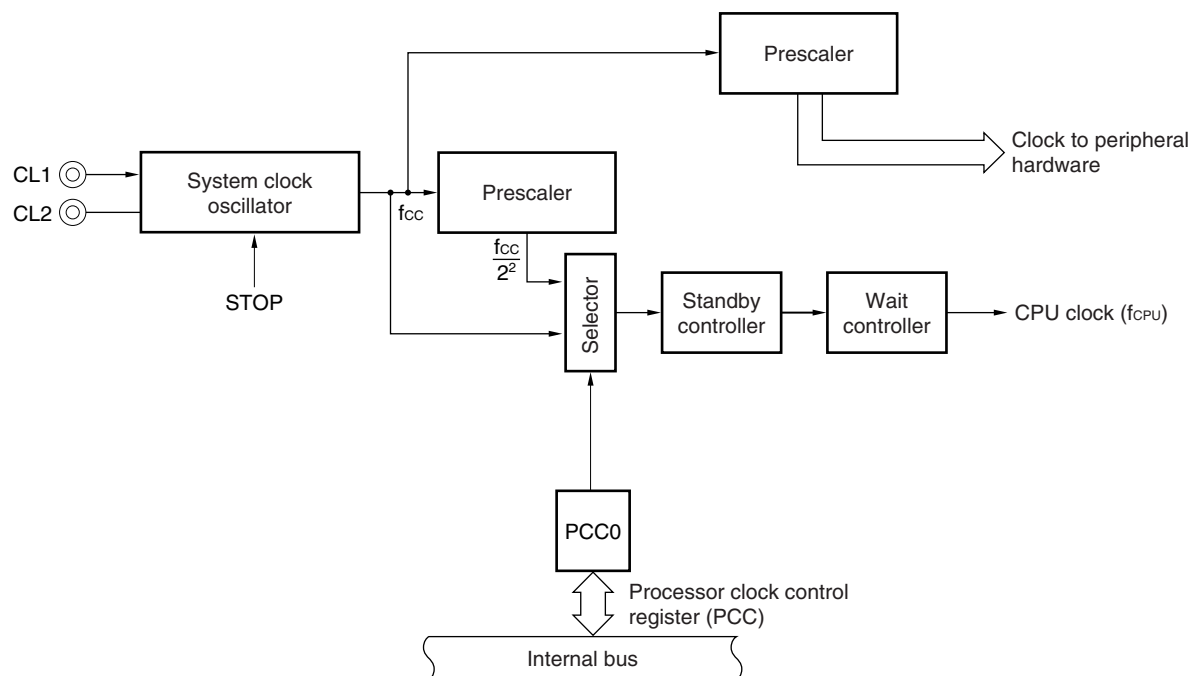 Prescaler
Clock to peripheral
hardware
CL1
CL2
System clock
oscillator
fCC
Prescaler
fCC
2²
STOP
Selector
Standby
controller
Wait
controller
CPU clock (fCPU)
PCC0
Processor clock control
register (PCC)
Internal bus